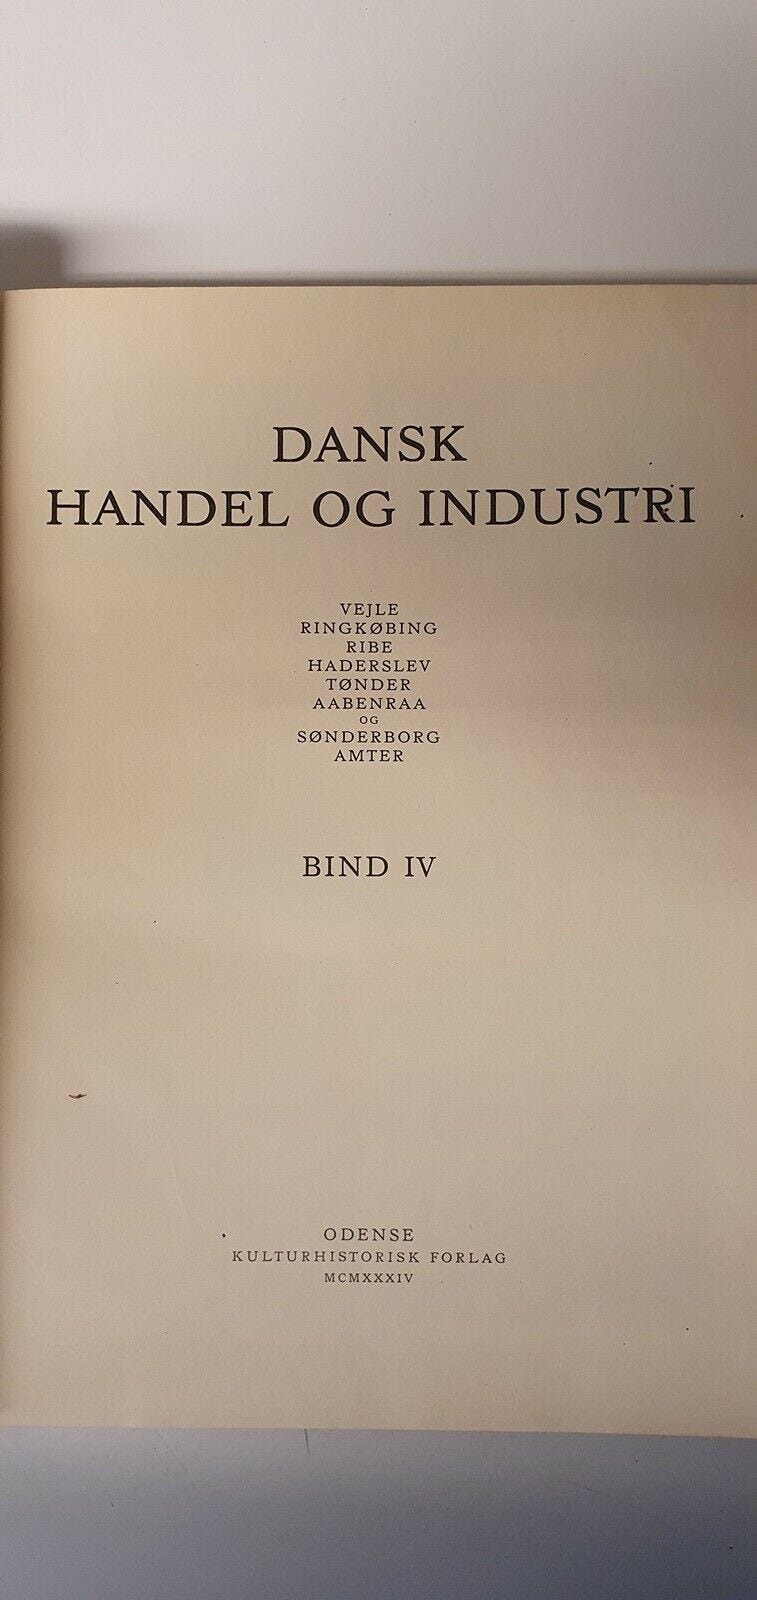 DANSK
HANDEL OG INDUSTRI
VEJLE
RINGKØBING
RIBE
HADERSLEV
TØNDER
AABENRAA
OG
SØNDERBORG
AMTER
BIND IV
ODENSE
KULTURHISTORISK FORLAG
MCMXXXIV